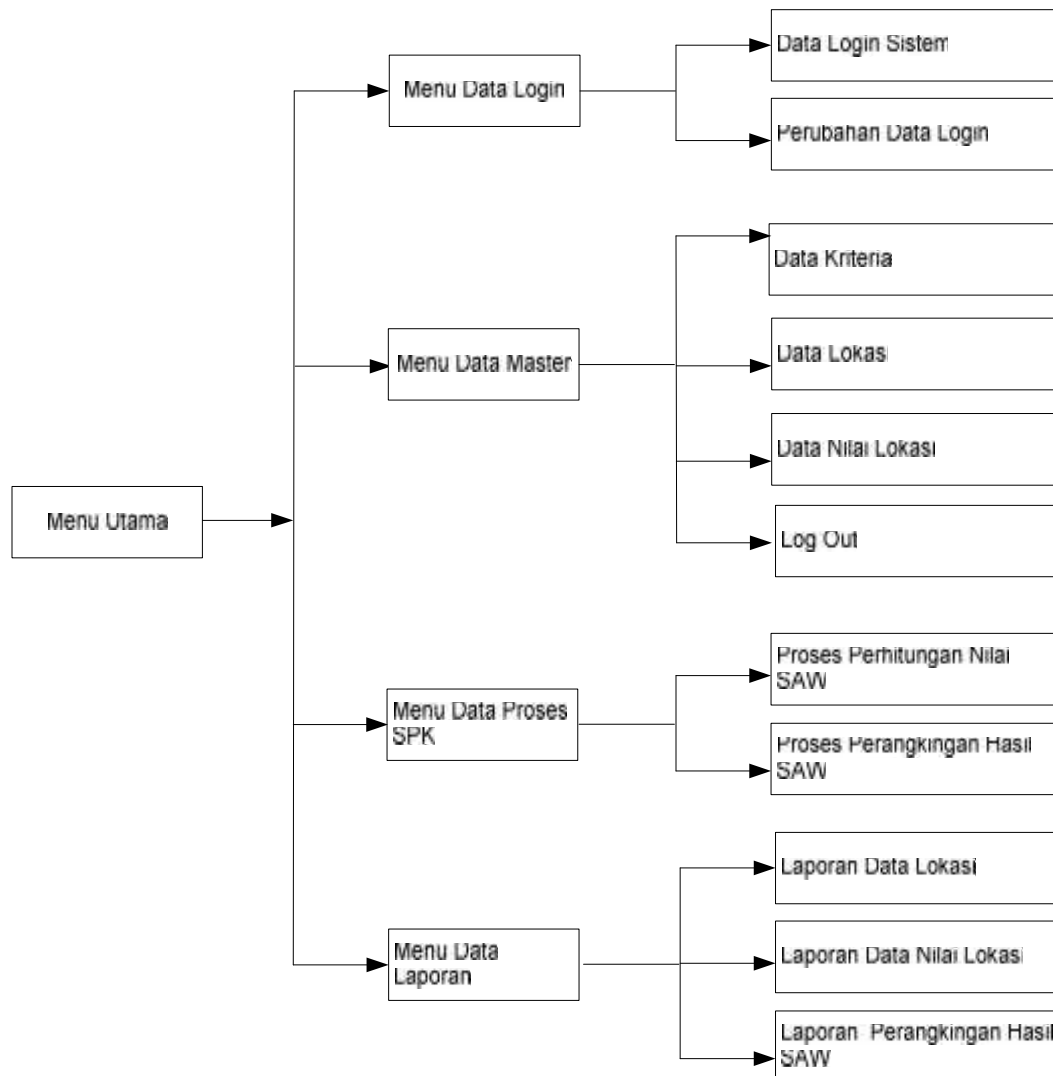 Menu Utama
Menu Data Login
Data Login Sistem
Perubahan Data Login
Menu Data Master
Data Kriteria
Data Lokasi
Data Nilai Lokasi
Log Out
Menu Data Proses
SPK
Proses Perhitungan Nilai
SAW
Proses Perangkingan Hasil
SAW
Menu Data
Laporan
Laporan Data Lokasi
Laporan Data Nilai Lokasi
Laporan Perangkingan Hasil
SAW